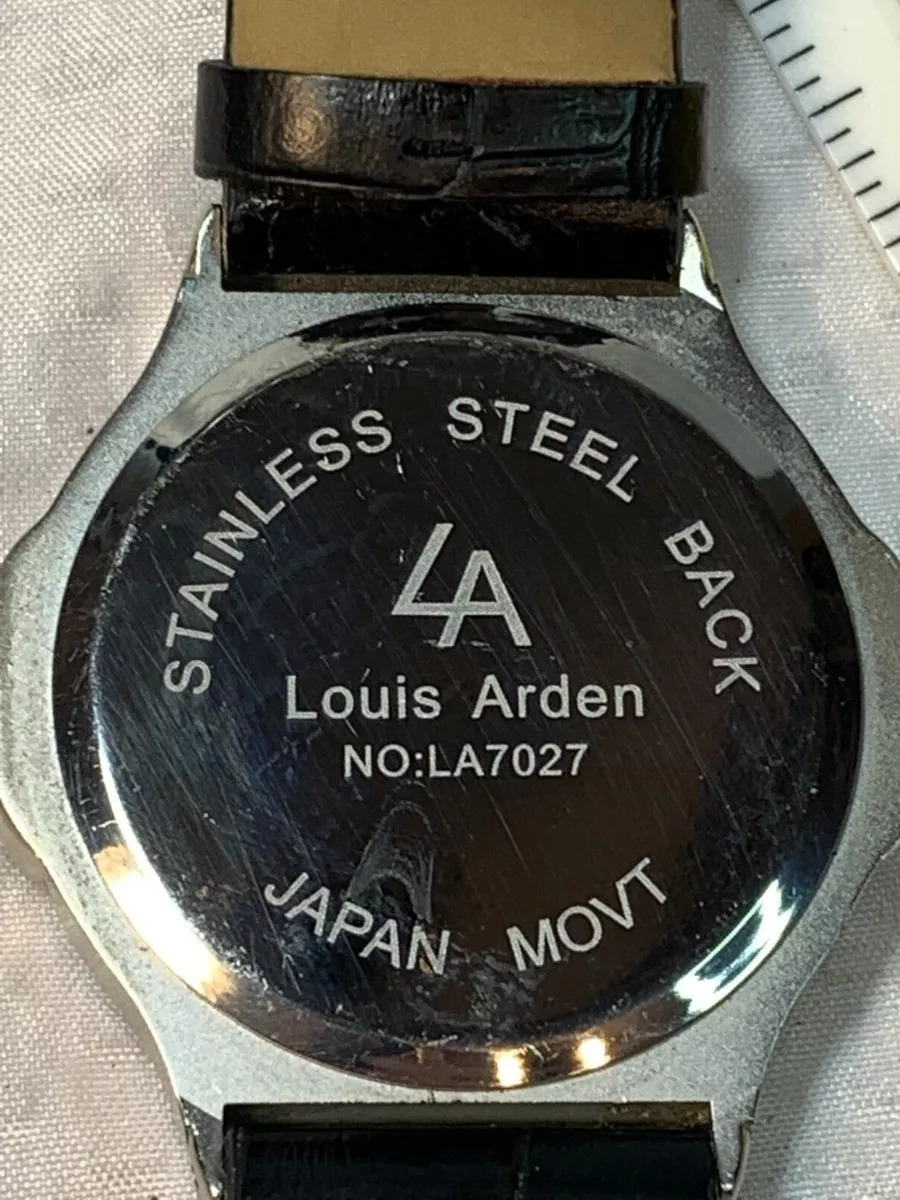 STAINLESS STEEL BACK
LA
Louis Arden
NO:LA7027
JAPAN MOVT